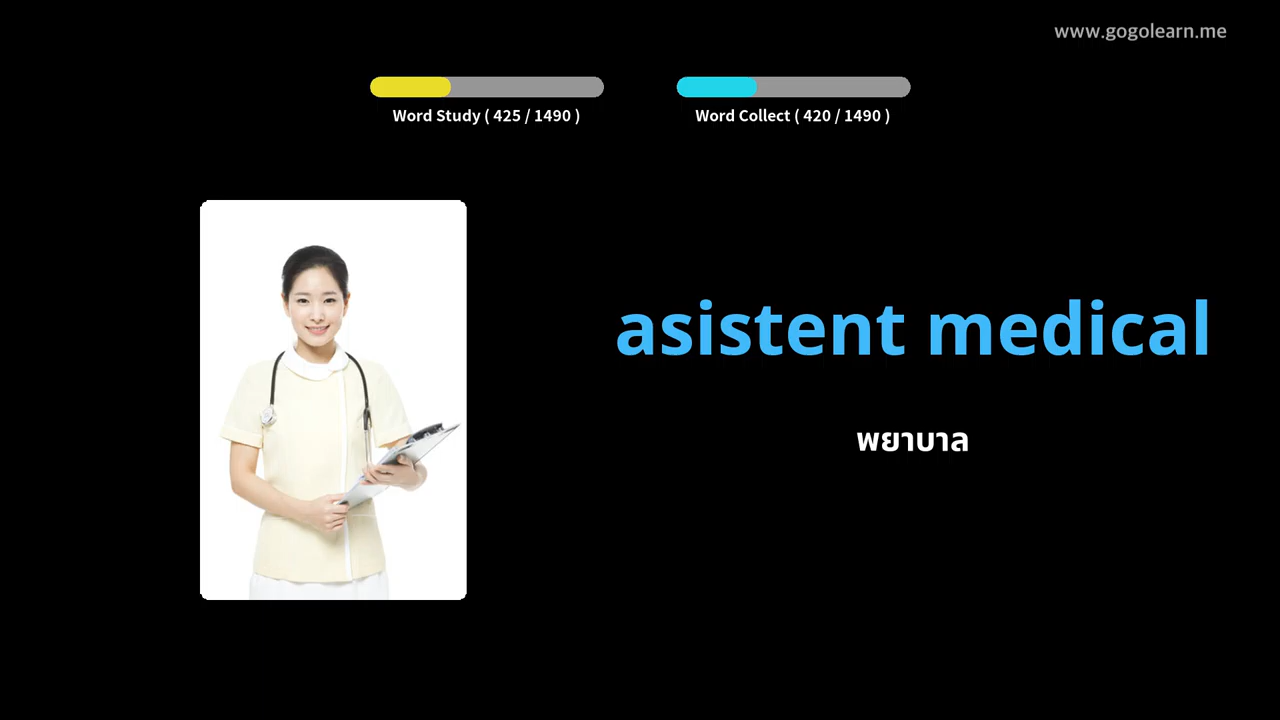 www.gogolearn.me
Word Study ( 425 / 1490 )
Word Collect ( 420 / 1490 )
asistent medical
พยาบาล